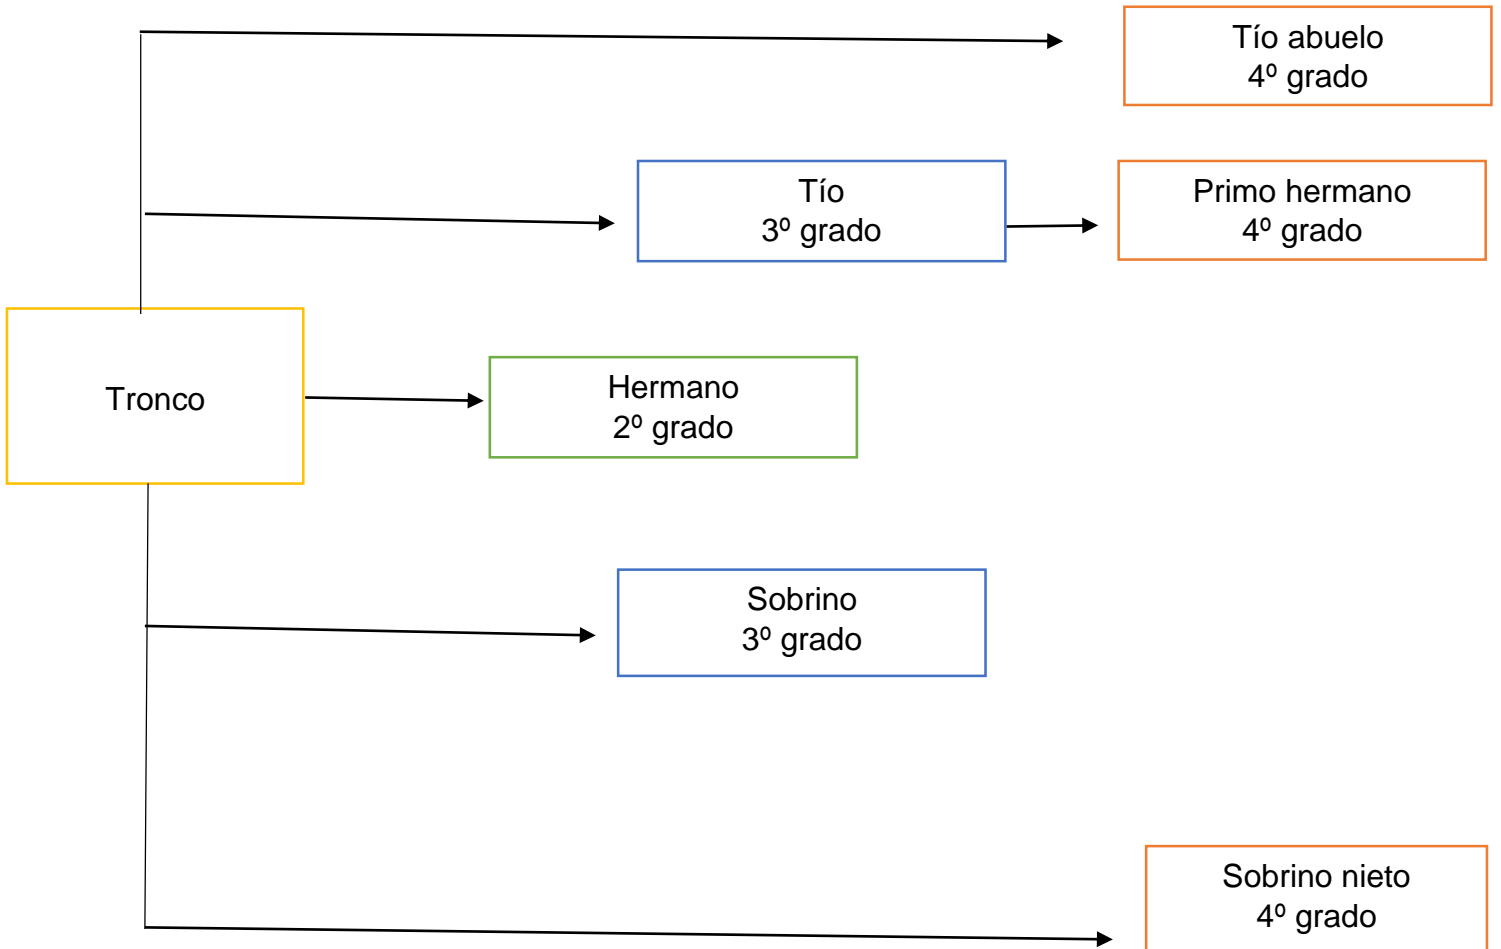 Tío abuelo
4º grado
Tío
3º grado
Primo hermano
4º grado
Tronco
Hermano
2º grado
Sobrino
3º grado
Sobrino nieto
4º grado